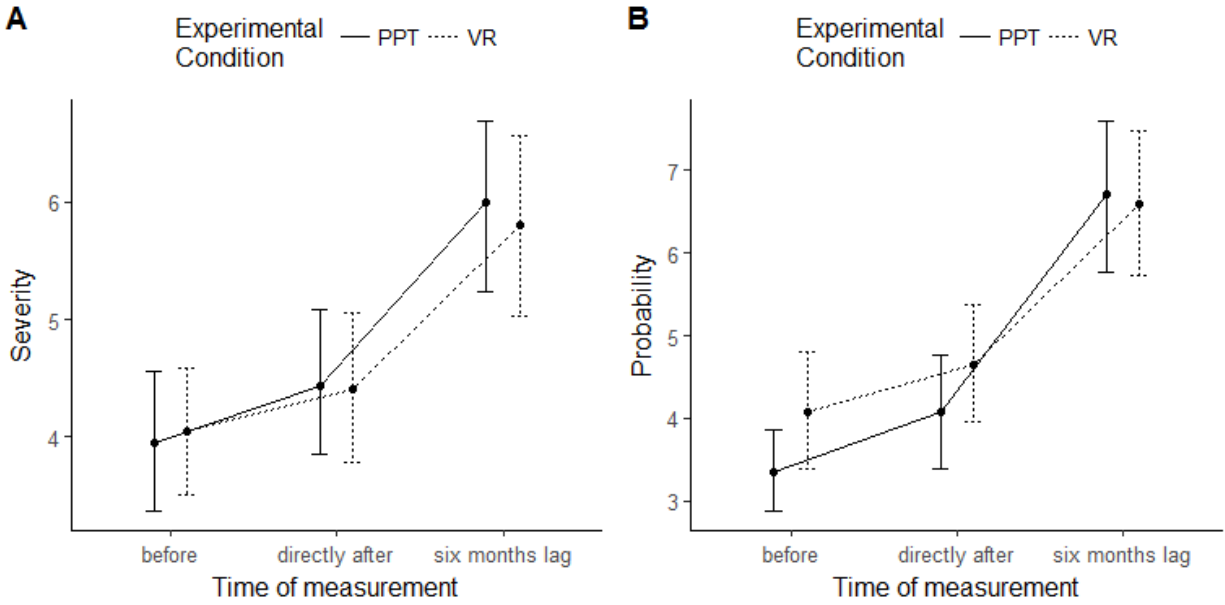 A
Experimental
Condition
PPT
VR
Severity
6
5
4
before
directly after
six months lag
Time of measurement
B
Experimental
Condition
PPT
VR
Probability
7
6
5
4
3
before
directly after
six months lag
Time of measurement